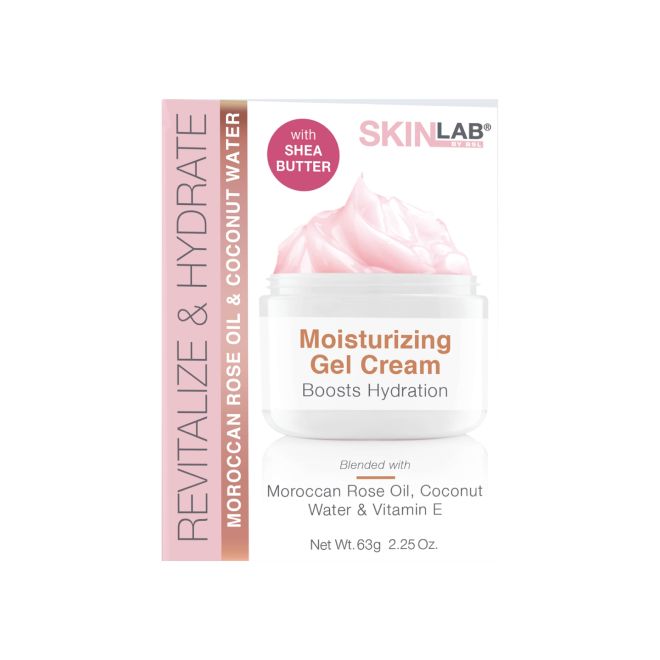 REVITALIZE & HYDRATE
MOROCCAN ROSE OIL & COCONUT WATER
with
SHEA
BUTTER
SKINLAB®
BY BSL
Moisturizing
Gel Cream
Boosts Hydration
Blended with
Moroccan Rose Oil, Coconut
Water & Vitamin E
Net Wt. 63g 2.25 Oz.